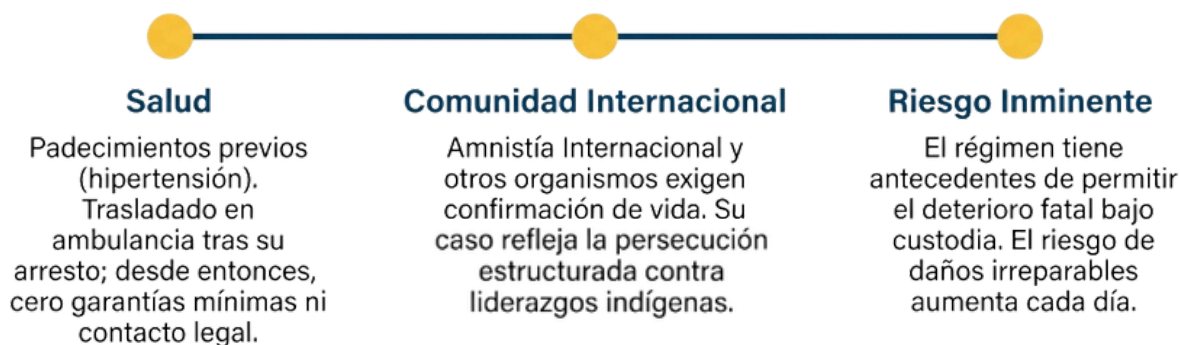 Salud
Padecimientos previos
(hipertensión).
Trasladado en
ambulancia tras su
arresto; desde entonces,
cero garantías mínimas ni
contacto legal.
Comunidad Internacional
Amnistía Internacional y
otros organismos exigen
confirmación de vida. Su
caso refleja la persecución
estructurada contra
liderazgos indígenas.
Riesgo Inminente
El régimen tiene
antecedentes de permitir
el deterioro fatal bajo
custodia. El riesgo de
daños irreparables
aumenta cada día.